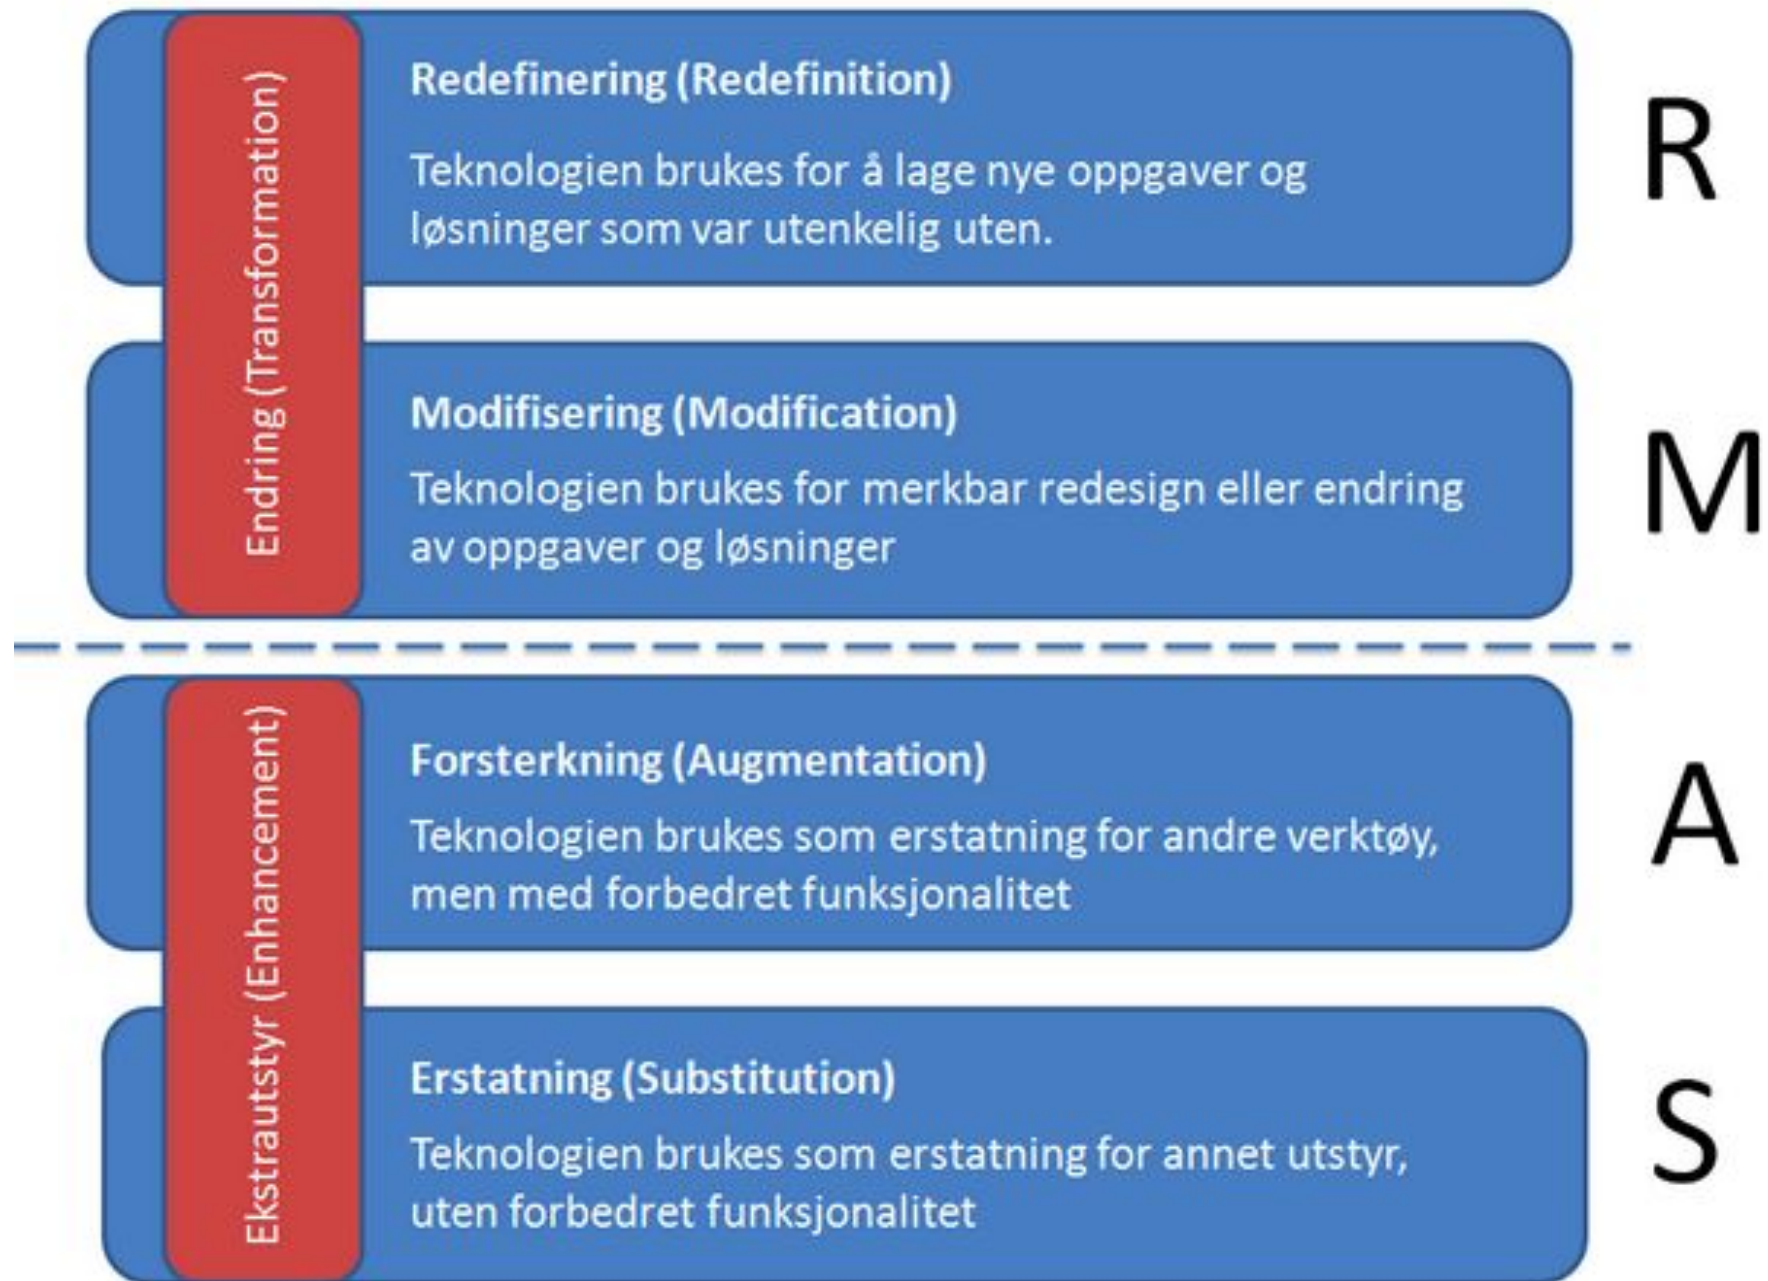 Endring (Transformation)
Redefinering (Redefinition)
Teknologien brukes for å lage nye oppgaver og
løsninger som var utenkelig uten.
R
Modifisering (Modification)
Teknologien brukes for merkbar redesign eller endring
av oppgaver og løsninger
M
Ekstrautstyr (Enhancement)
Forsterkning (Augmentation)
Teknologien brukes som erstatning for andre verktøy,
men med forbedret funksjonalitet
A
Erstatning (Substitution)
Teknologien brukes som erstatning for annet utstyr,
uten forbedret funksjonalitet
S